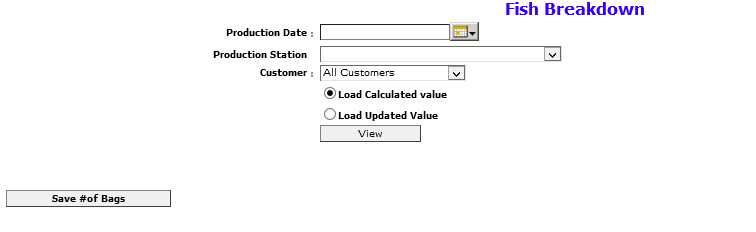 Fish Breakdown
Production Date :
Production Station
Customer : All Customers
Load Calculated value
Load Updated Value
View
Save #of Bags